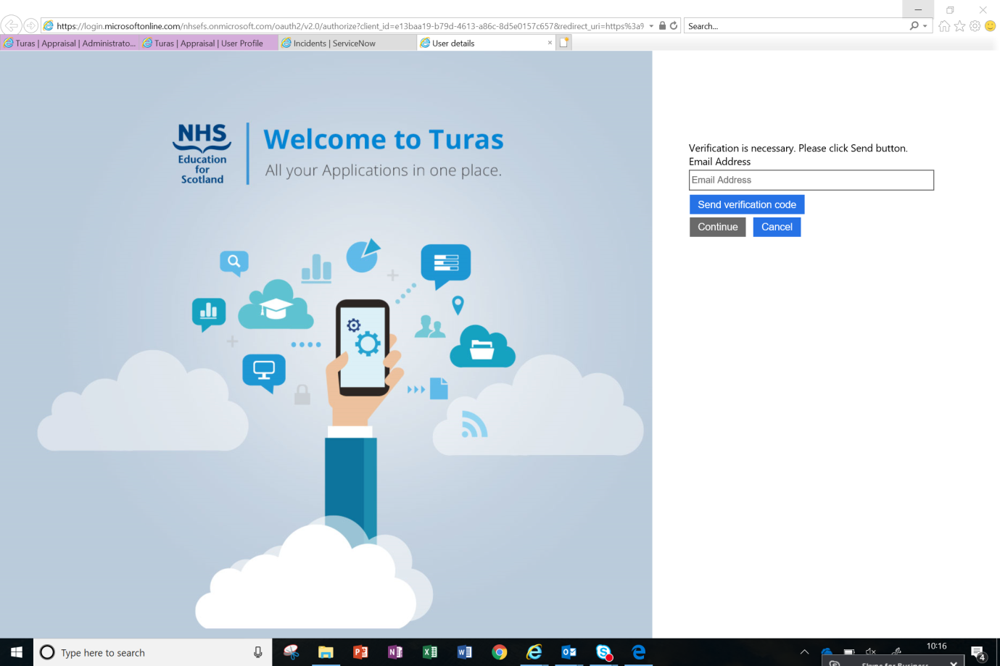 https://login.microsoftonline.com/nhsefs.onmicrosoft.com/oauth2/v2.0/authorize?client_id=e13baa19-b79d-4613-a86c-8d5e0157c657&redirect_uri=https%3a%
Search...
Turas | Appraisal | Administrato...
Turas | Appraisal | User Profile
Incidents | ServiceNow
User details
NHS
Education
for
Scotland
Welcome to Turas
All your Applications in one place.
Verification is necessary. Please click Send button.
Email Address
Email Address
Send verification code
Continue
Cancel
Type here to search
10:16
4